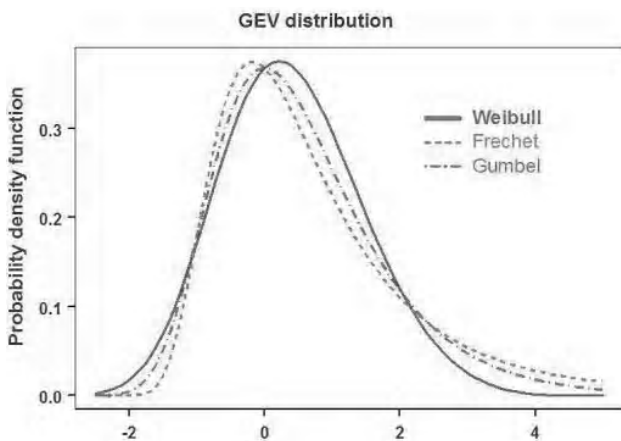 GEV distribution
Probability density function
0.3
0.2
0.1
0.0
Weibull
Frechet
Gumbel
-2
0
2
4